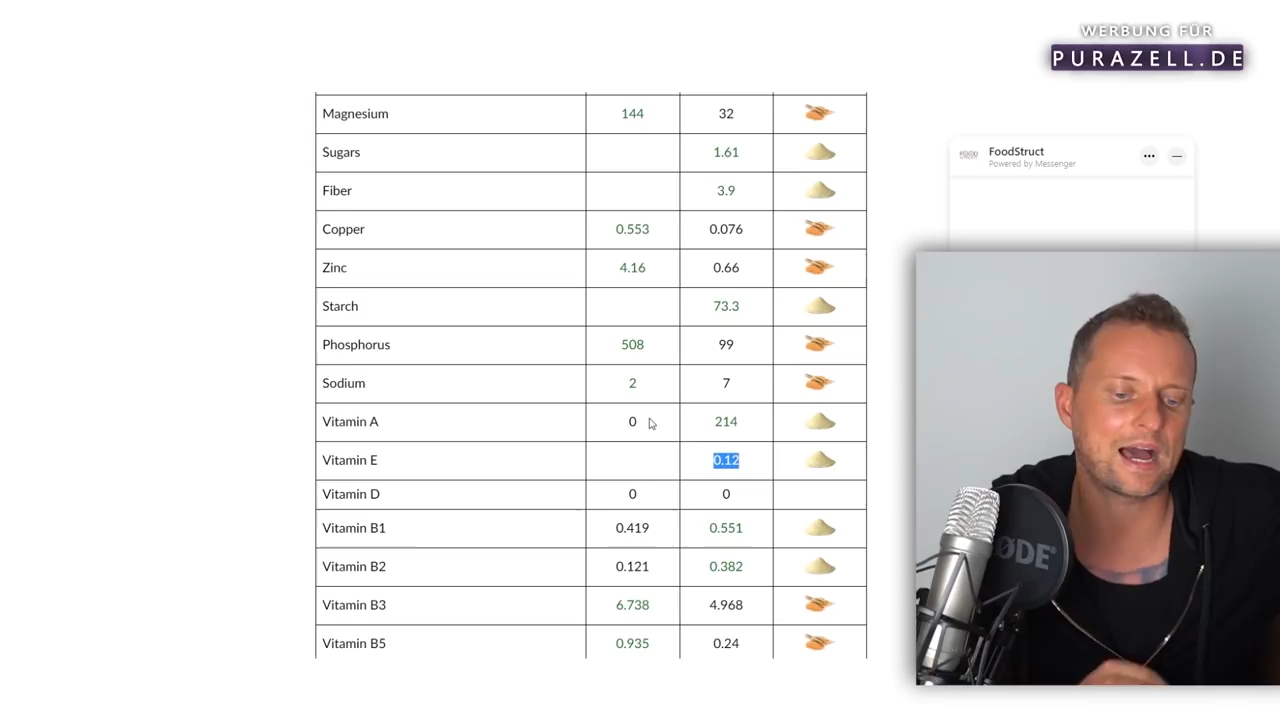 WERBUNG FÜR
PURAZELL.DE
FoodStruct
Powered by Messenger
Magnesium 144 32
Sugars 1.61
Fiber 3.9
Copper 0.553 0.076
Zinc 4.16 0.66
Starch 73.3
Phosphorus 508 99
Sodium 2 7
Vitamin A 0 214
Vitamin E 0.12
Vitamin D 0 0
Vitamin B1 0.419 0.551
Vitamin B2 0.121 0.382
Vitamin B3 6.738 4.968
Vitamin B5 0.935 0.24
RØDE